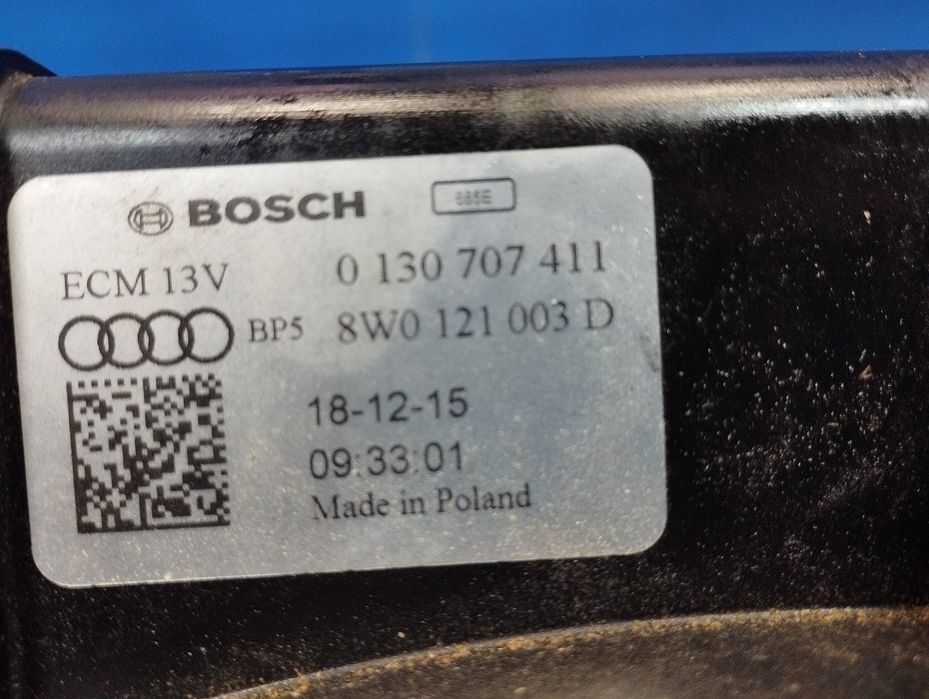 BOSCH
ECM 13V 0 130 707 411
BP5 8W0 121 003 D
18-12-15
09:33:01
Made in Poland